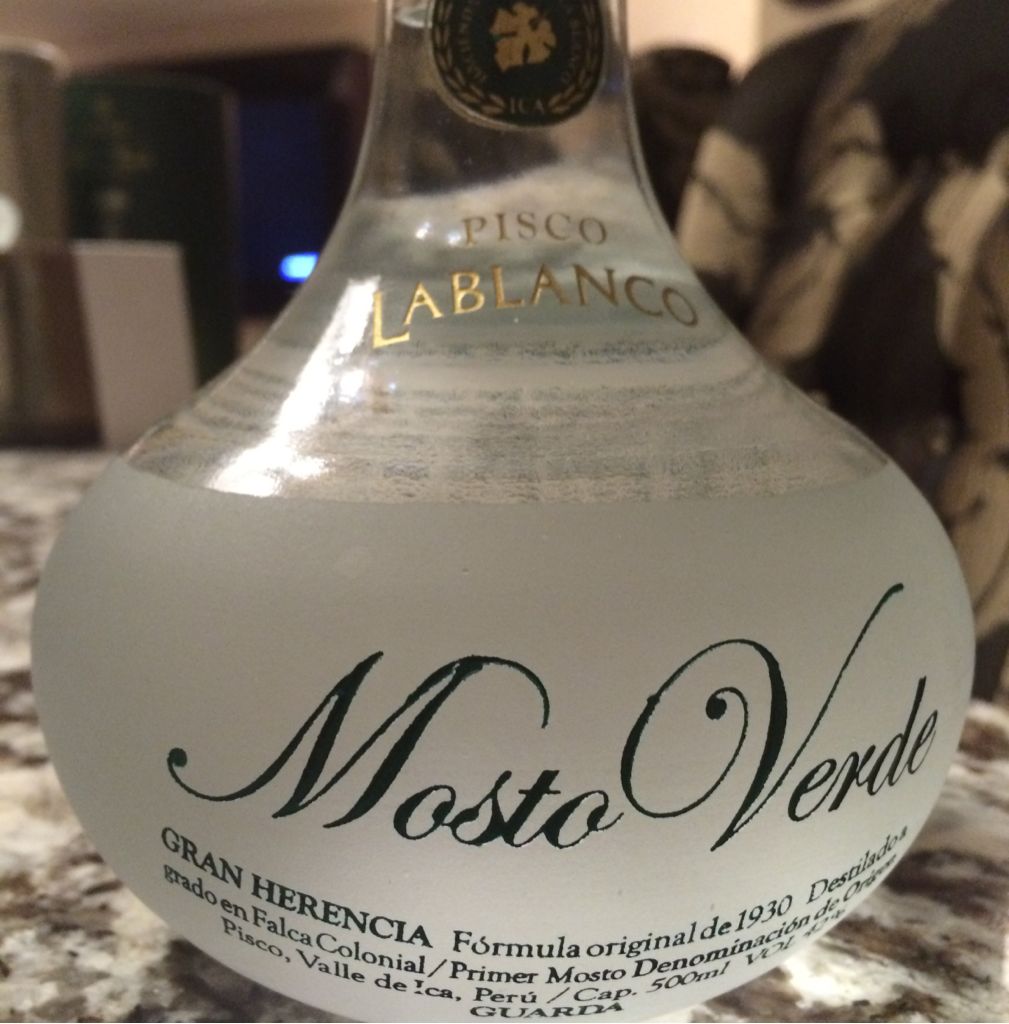 ICA
PISCO
LABLANCO
Mosto Verde
GRAN HERENCIA Fórmula original de 1930 Destilado a
grado en Falca Colonial / Primer Mosto Denominación de Origen
Pisco, Valle de Ica, Perú / Cap. 500ml VOL
GUARDA